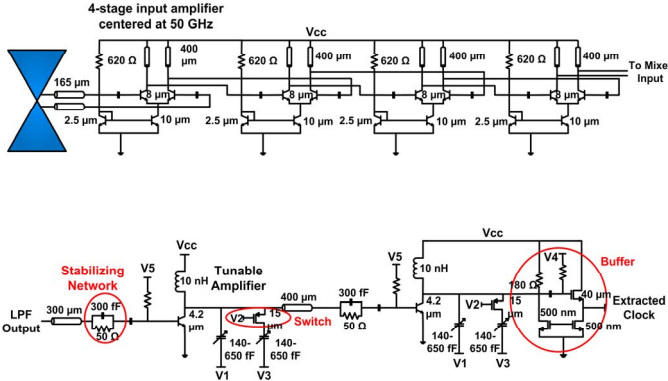 4-stage input amplifier
centered at 50 GHz
Vcc
620 Ω
400
µm
620 Ω
400 µm
620 Ω
400 µm
620 Ω
400 µm
To Mixe
Input
165 µm
8 µm
8 µm
8 µm
8 µm
2.5 µm
10 µm
2.5 µm
10 µm
2.5 µm
10 µm
2.5 µm
10 µm
Vcc
Vcc
Stabilizing
Network
V5
10 nH
Tunable
Amplifier
V5
10 nH
V4
Buffer
300 fF
400 µm
300 fF
180 Ω
40 µm
LPF
Output
300 µm
50 Ω
4.2
µm
V2
15
µm
Switch
50 Ω
4.2
µm
V2
15
µm
500 nm
500 nm
Extracted
Clock
140-
650 fF
140-
650 fF
140-
650 fF
140-
650 fF
V1
V3
V1
V3